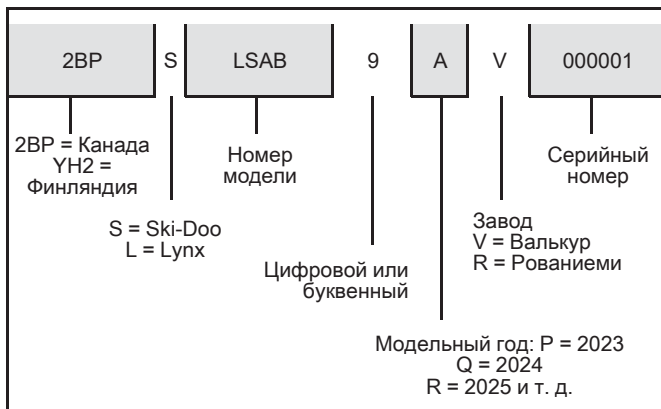 2BP S LSAB 9 A V 000001
2BP = Канада
YH2 =
Финляндия
Номер
модели
Серийный
номер
S = Ski-Doo
L = Lynx
Завод
V = Валькур
R = Рованиеми
Цифровой или
буквенный
Модельный год: P = 2023
Q = 2024
R = 2025 и т. д.